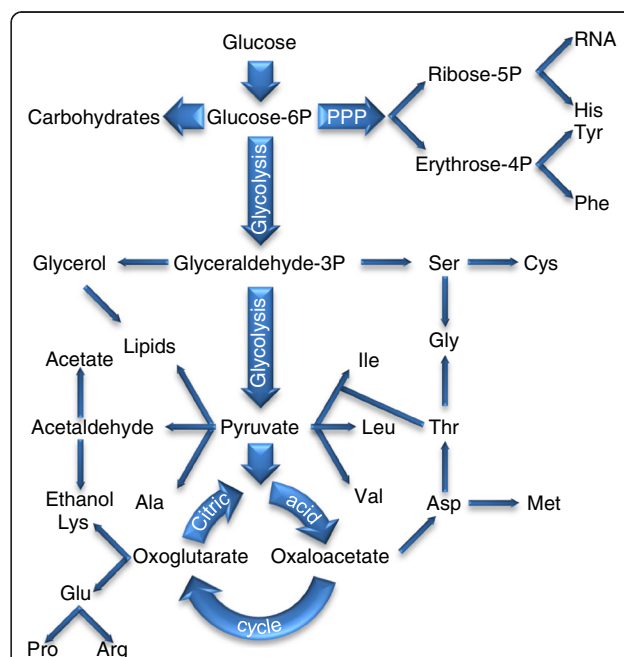 Glucose
RNA
Ribose-5P
Carbohydrates
Glucose-6P
PPP
His
Tyr
Erythrose-4P
Phe
Glycolysis
Glycerol
Glyceraldehyde-3P
Ser
Cys
Glycolysis
Lipids
Gly
Ile
Acetate
Acetaldehyde
Pyruvate
Leu
Thr
Ethanol
Lys
Ala
Val
Asp
Met
Citric
acid
Oxoglutarate
Oxaloacetate
Glu
cycle
Pro
Arg